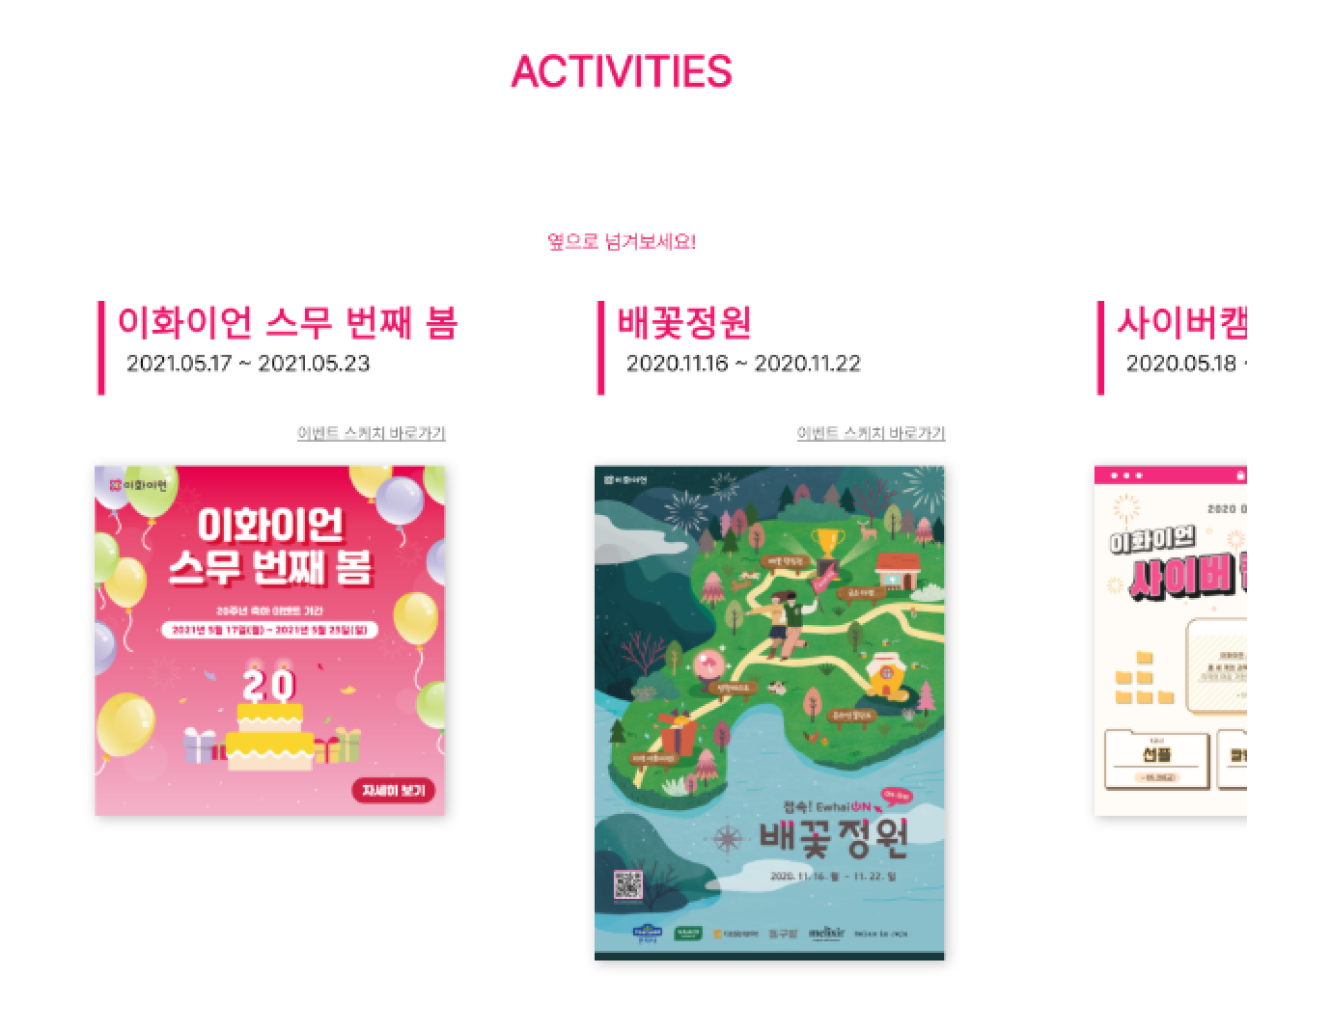 ACTIVITIES
옆으로 넘겨보세요!
이화이언 스무 번째 봄
2021.05.17 ~ 2021.05.23
이벤트 스케치 바로가기
이화이언
이화이언
스무 번째 봄
20주년 축하 이벤트 기간
2021년 5월 17일(월) ~ 2021년 5월 23일(일)
20
자세히 보기
배꽃정원
2020.11.16 ~ 2020.11.22
이벤트 스케치 바로가기
이화이언
접속! EwhaiON
배꽃정원
2020. 11. 16. 월 - 11. 22. 일
melixir
사이버캠
2020.05.18 ~
2020
이화이언
사이버
선플